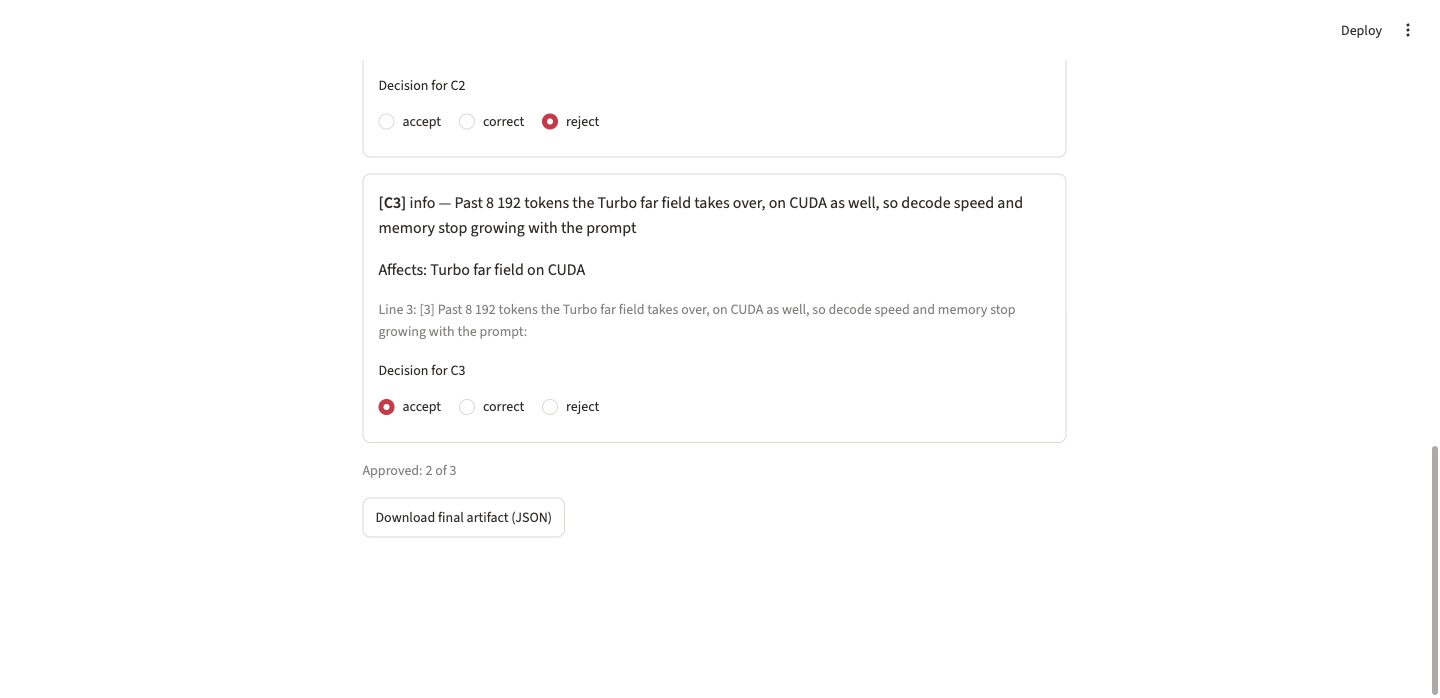 Deploy
Decision for C2
accept correct reject
[C3] info — Past 8 192 tokens the Turbo far field takes over, on CUDA as well, so decode speed and
memory stop growing with the prompt
Affects: Turbo far field on CUDA
Line 3: [3] Past 8 192 tokens the Turbo far field takes over, on CUDA as well, so decode speed and memory stop
growing with the prompt:
Decision for C3
accept correct reject
Approved: 2 of 3
Download final artifact (JSON)